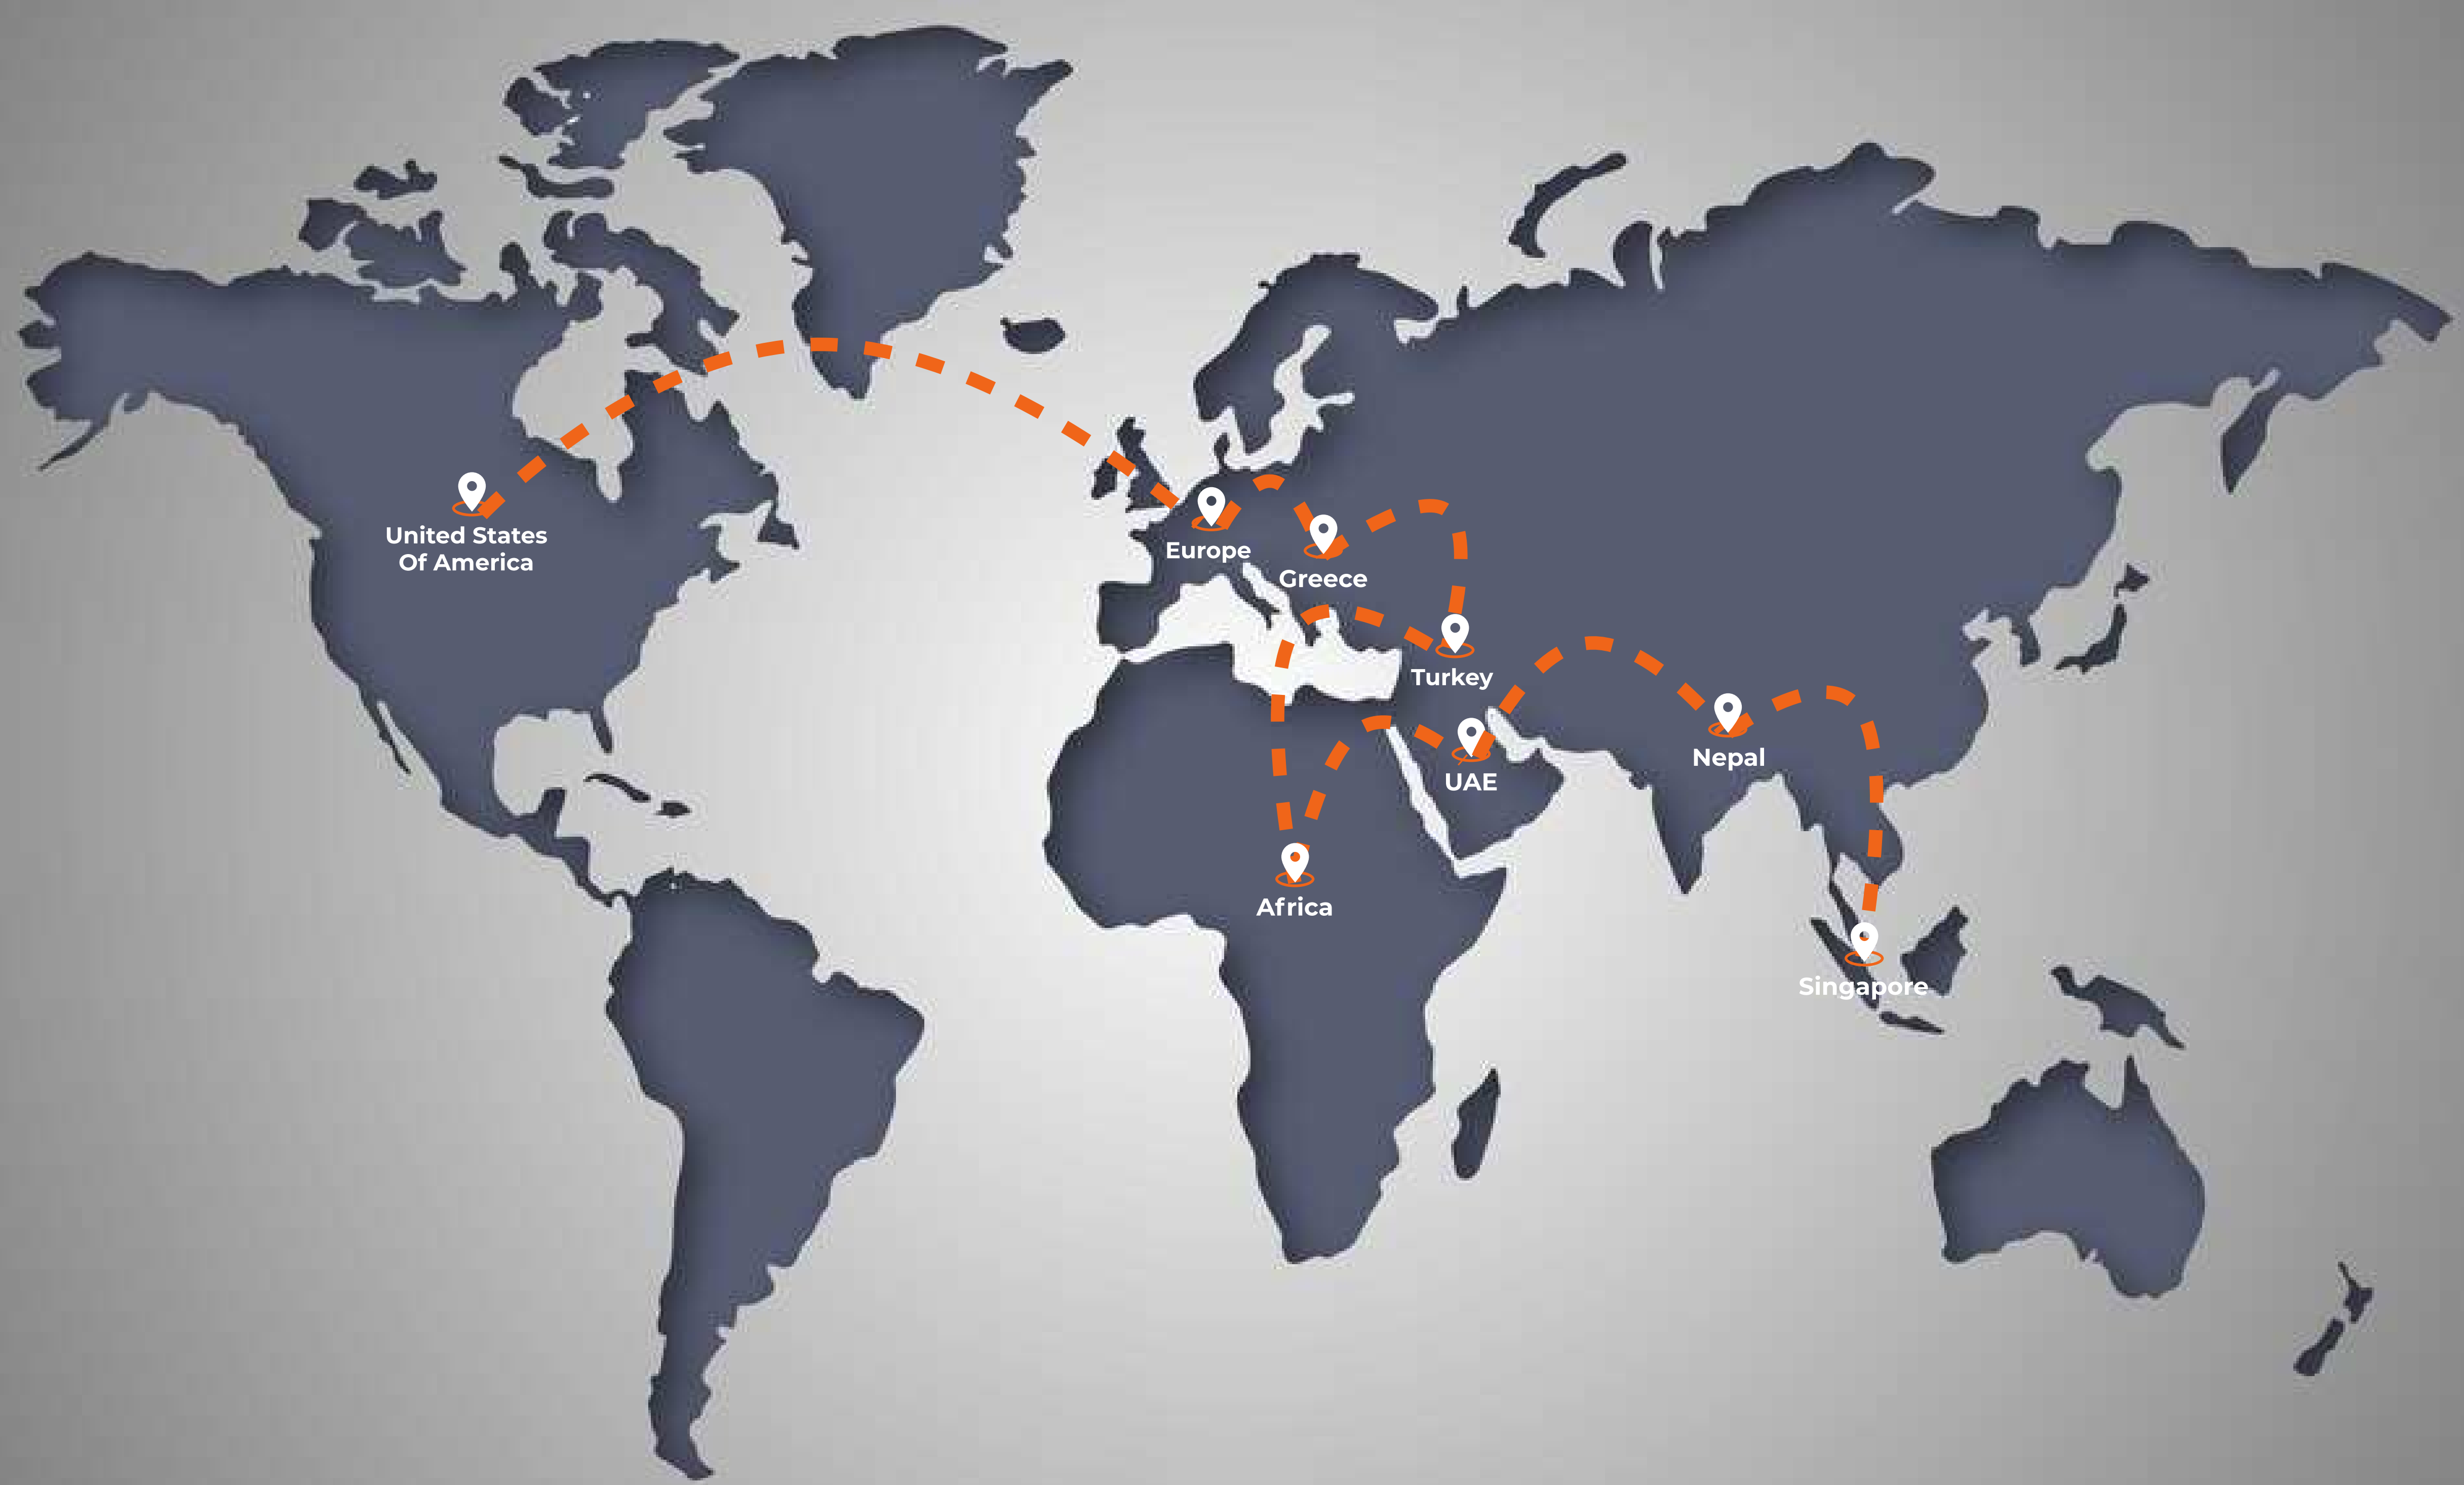 United States
Of America
Europe
Greece
Turkey
UAE
Nepal
Africa
Singapore